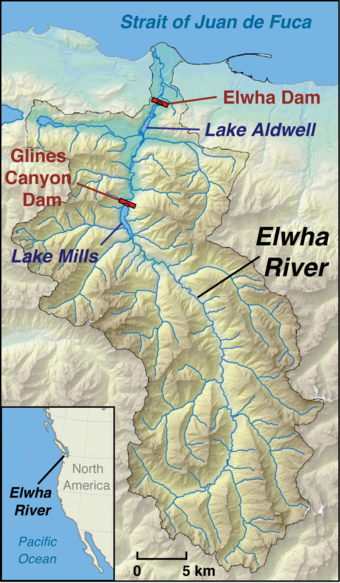 Strait of Juan de Fuca
Elwha Dam
Lake Aldwell
Glines
Canyon
Dam
Lake Mills
Elwha
River
North
America
Elwha
River
Pacific
Ocean
0 5 km